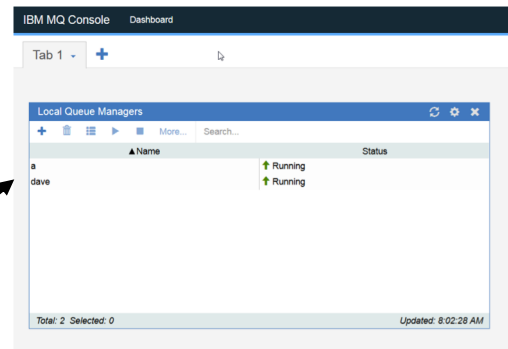 IBM MQ Console Dashboard
Tab 1
Local Queue Managers
More... Search...
▲Name Status
a Running
dave Running
Total: 2 Selected: 0 Updated: 8:02:28 AM